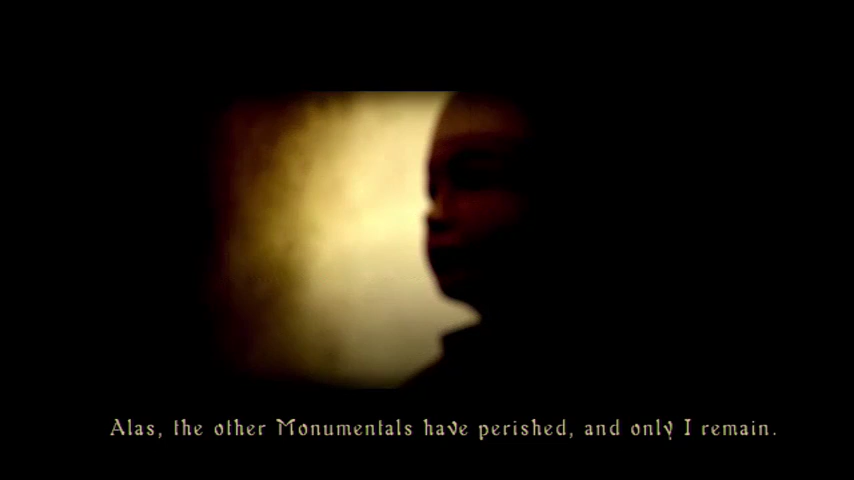 Alas, the other Monumentals have perished, and only I remain.